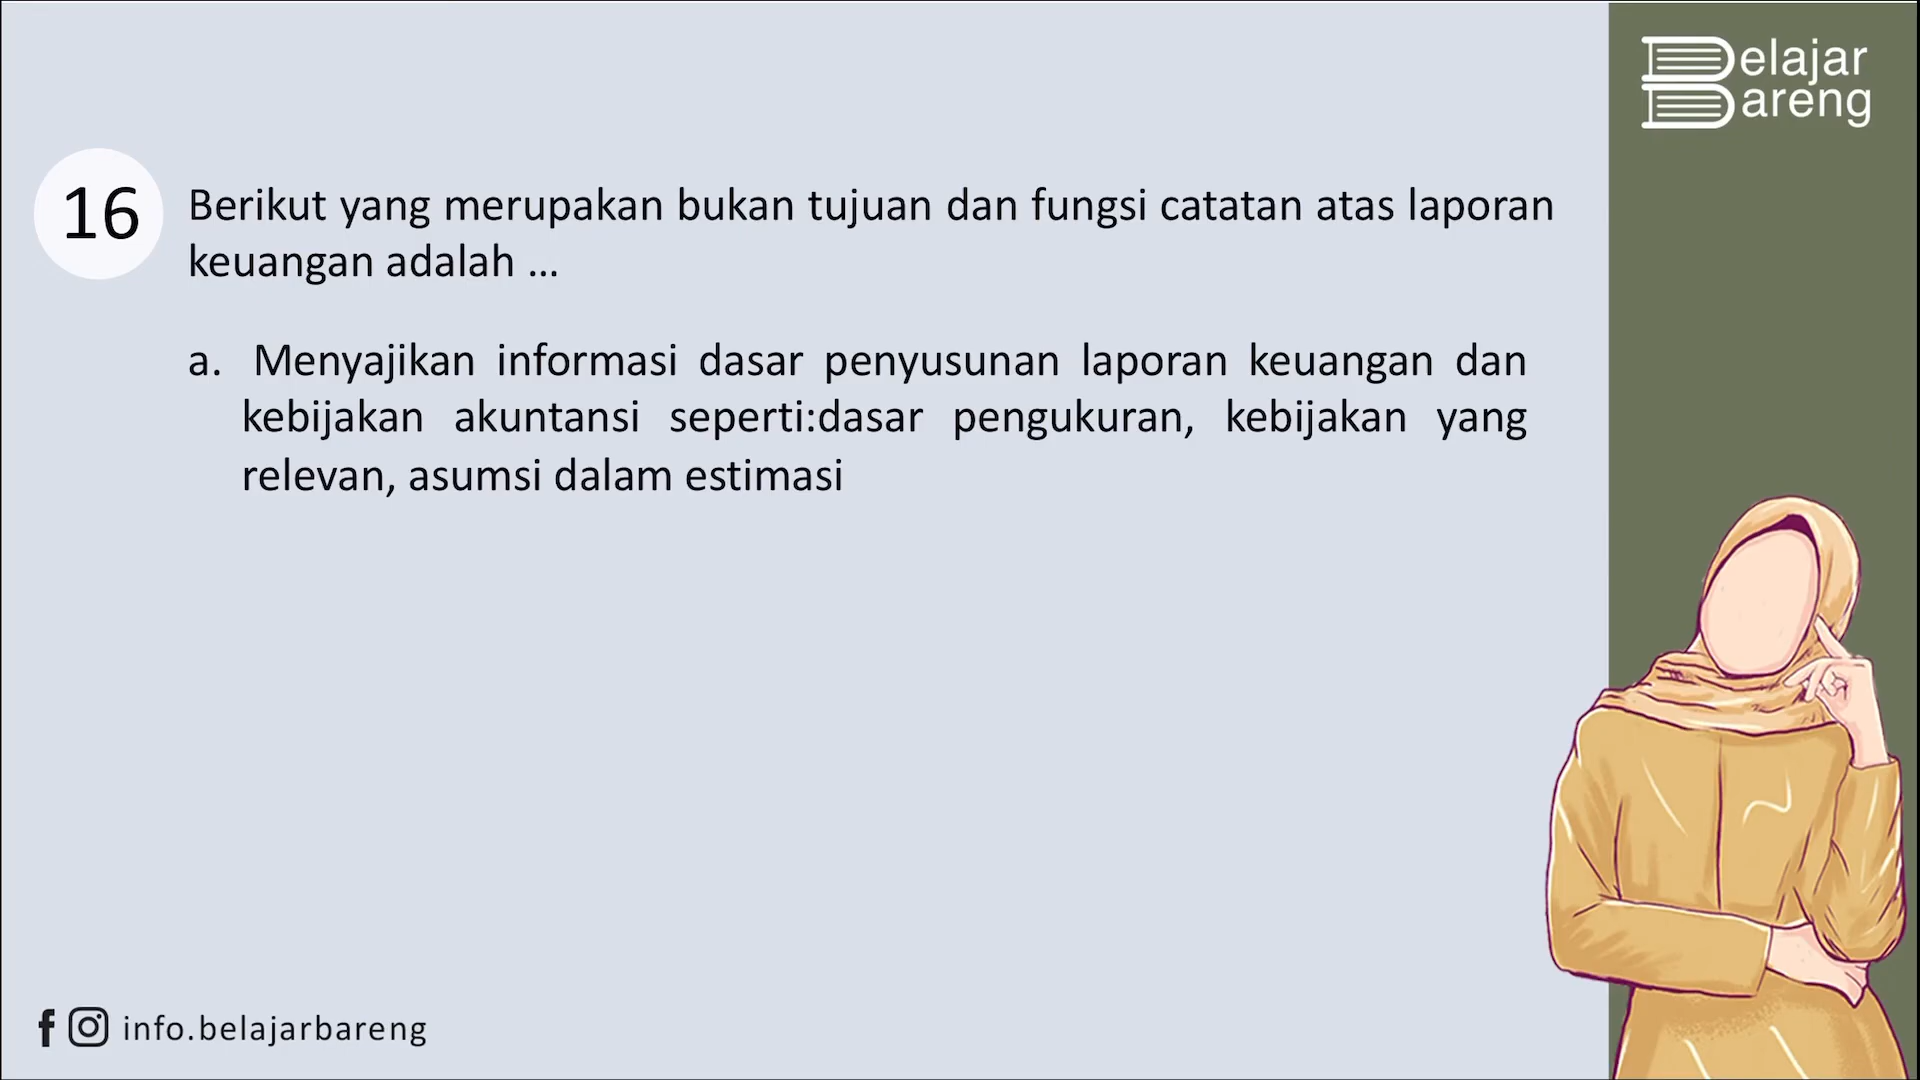 Belajar
Bareng
16
Berikut yang merupakan bukan tujuan dan fungsi catatan atas laporan
keuangan adalah ...
a. Menyajikan informasi dasar penyusunan laporan keuangan dan
kebijakan akuntansi seperti:dasar pengukuran, kebijakan yang
relevan, asumsi dalam estimasi
info.belajarbareng